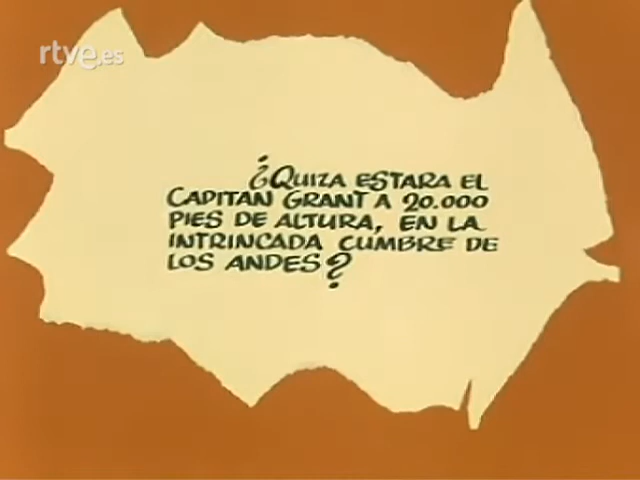 rtve.es
¿QUIZA ESTARA EL
CAPITAN GRANT A 20.000
PIES DE ALTURA, EN LA
INTRINCADA CUMBRE DE
LOS ANDES?